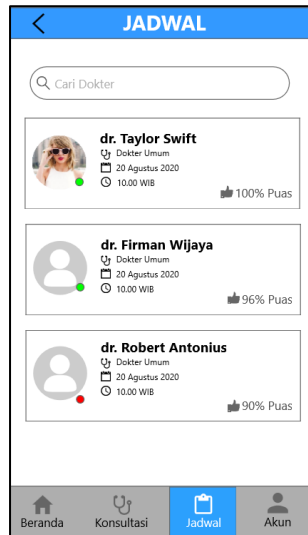 JADWAL
Cari Dokter
dr. Taylor Swift
Dokter Umum
20 Agustus 2020
10.00 WIB
100% Puas
dr. Firman Wijaya
Dokter Umum
20 Agustus 2020
10.00 WIB
96% Puas
dr. Robert Antonius
Dokter Umum
20 Agustus 2020
10.00 WIB
90% Puas
Beranda
Konsultasi
Jadwal
Akun